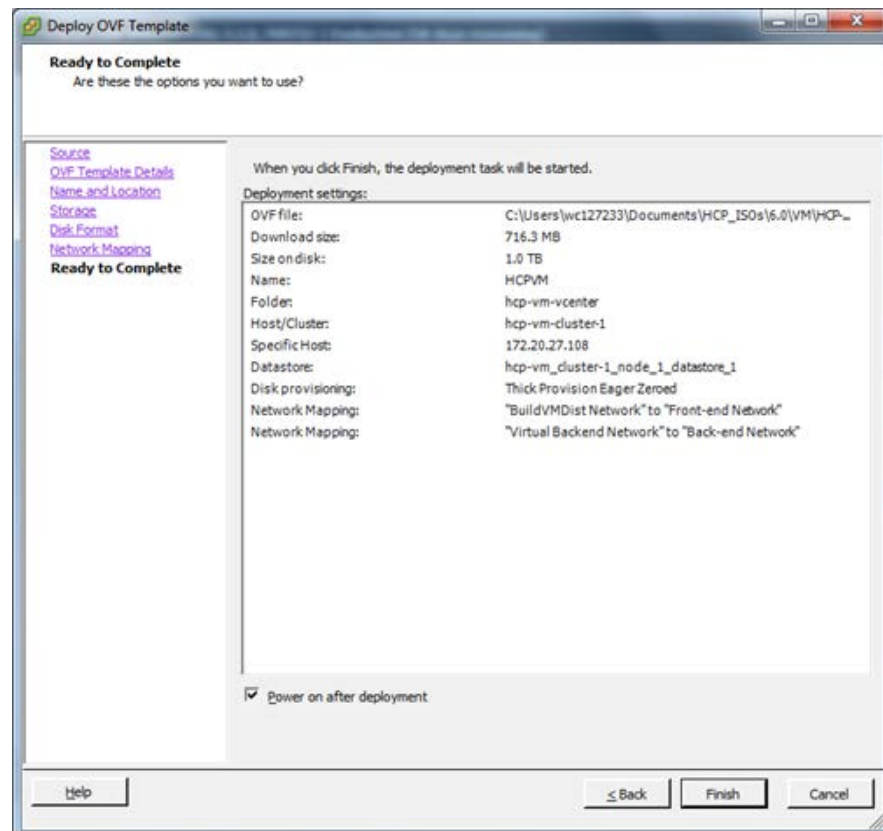 Deploy OVF Template
Ready to Complete
Are these the options you want to use?
Source
OVF Template Details
Name and Location
Storage
Disk Format
Network Mapping
Ready to Complete
When you click Finish, the deployment task will be started.
Deployment settings:
OVF file: C:\Users\wc127233\Documents\HCP_ISOs\6.0\VM\HCP-...
Download size: 716.3 MB
Size on disk: 1.0 TB
Name: HCPVM
Folder: hcp-vm-vcenter
Host/Cluster: hcp-vm-cluster-1
Specific Host: 172.20.27.108
Datastore: hcp-vm_cluster-1_node_1_datastore_1
Disk provisioning: Thick Provision Eager Zeroed
Network Mapping: "BuildVMDist Network" to "Front-end Network"
Network Mapping: "Virtual Backend Network" to "Back-end Network"
Power on after deployment
Help
< Back
Finish
Cancel